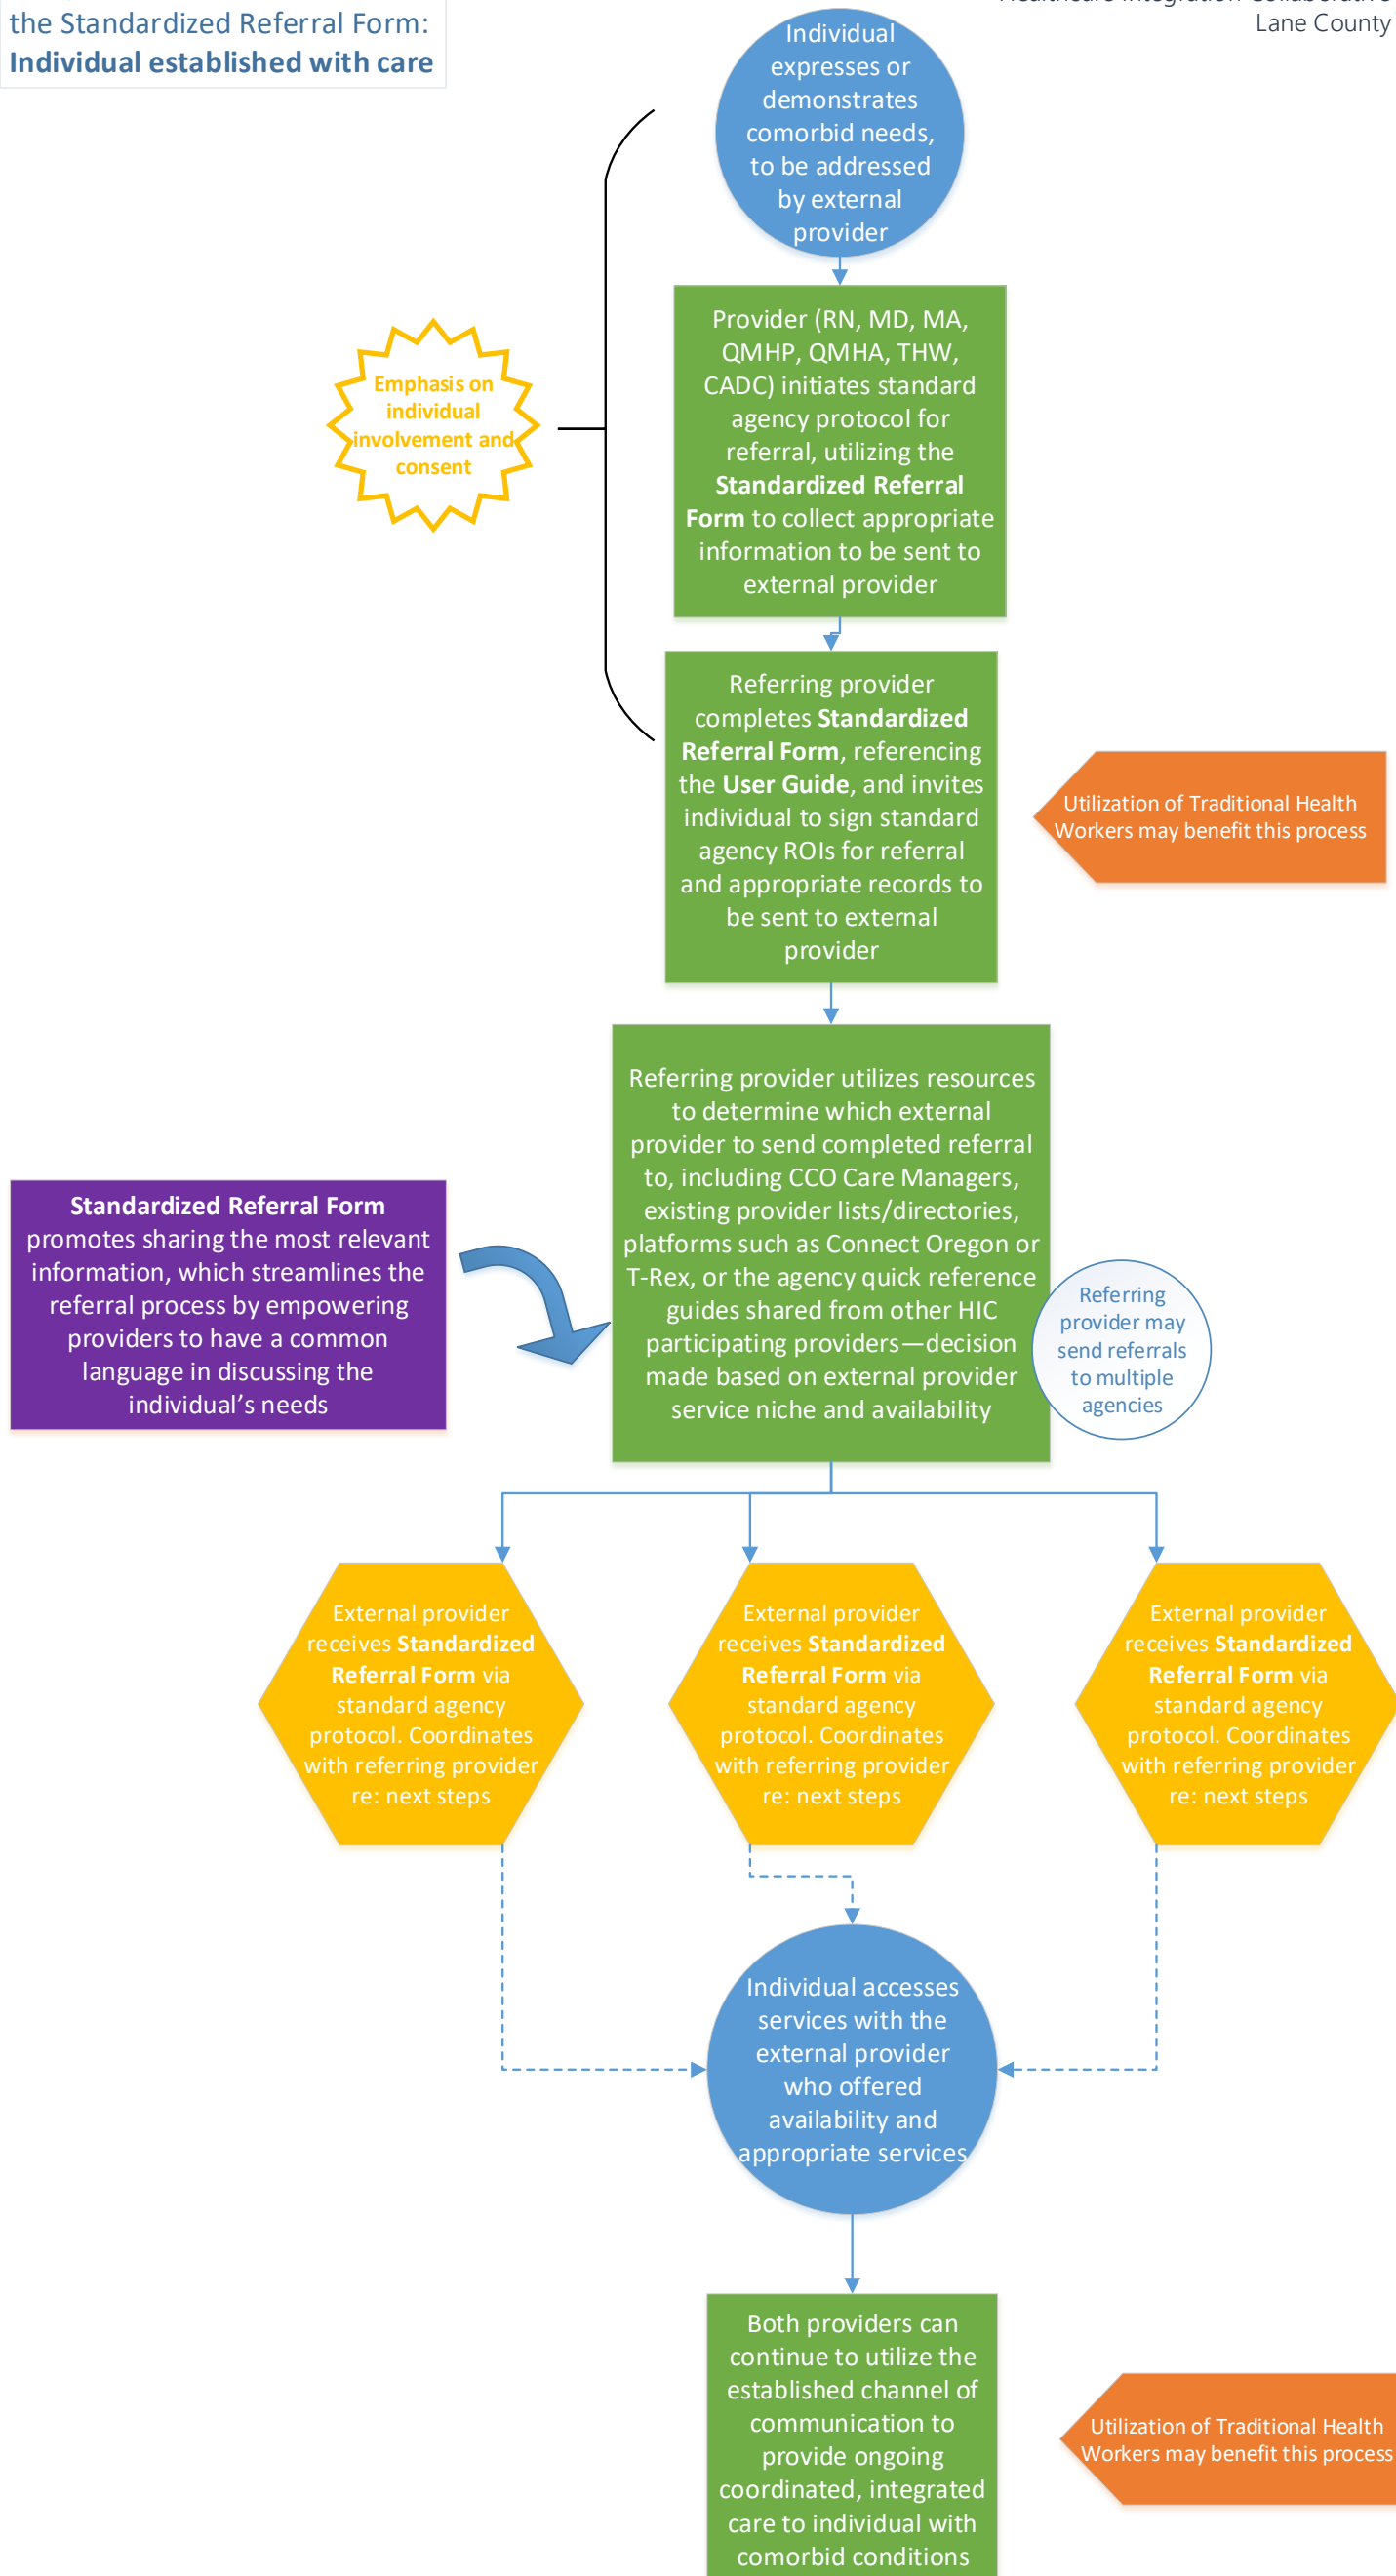 the Standardized Referral Form:
Individual established with care
Healthcare Integration Collaborative
Lane County
Individual
expresses or
demonstrates
comorbid needs,
to be addressed
by external
provider
Provider (RN, MD, MA,
QMHP, QMHA, THW,
CADC) initiates standard
agency protocol for
referral, utilizing the
Standardized Referral
Form to collect appropriate
information to be sent to
external provider
Emphasis on
individual
involvement and
consent
Referring provider
completes Standardized
Referral Form, referencing
the User Guide, and invites
individual to sign standard
agency ROIs for referral
and appropriate records to
be sent to external
provider
Utilization of Traditional Health
Workers may benefit this process
Referring provider utilizes resources
to determine which external
provider to send completed referral
to, including CCO Care Managers,
existing provider lists/directories,
platforms such as Connect Oregon or
T-Rex, or the agency quick reference
guides shared from other HIC
participating providers—decision
made based on external provider
service niche and availability
Standardized Referral Form
promotes sharing the most relevant
information, which streamlines the
referral process by empowering
providers to have a common
language in discussing the
individual’s needs
Referring
provider may
send referrals
to multiple
agencies
External provider
receives Standardized
Referral Form via
standard agency
protocol. Coordinates
with referring provider
re: next steps
External provider
receives Standardized
Referral Form via
standard agency
protocol. Coordinates
with referring provider
re: next steps
External provider
receives Standardized
Referral Form via
standard agency
protocol. Coordinates
with referring provider
re: next steps
Individual accesses
services with the
external provider
who offered
availability and
appropriate services
Both providers can
continue to utilize the
established channel of
communication to
provide ongoing
coordinated, integrated
care to individual with
comorbid conditions
Utilization of Traditional Health
Workers may benefit this process